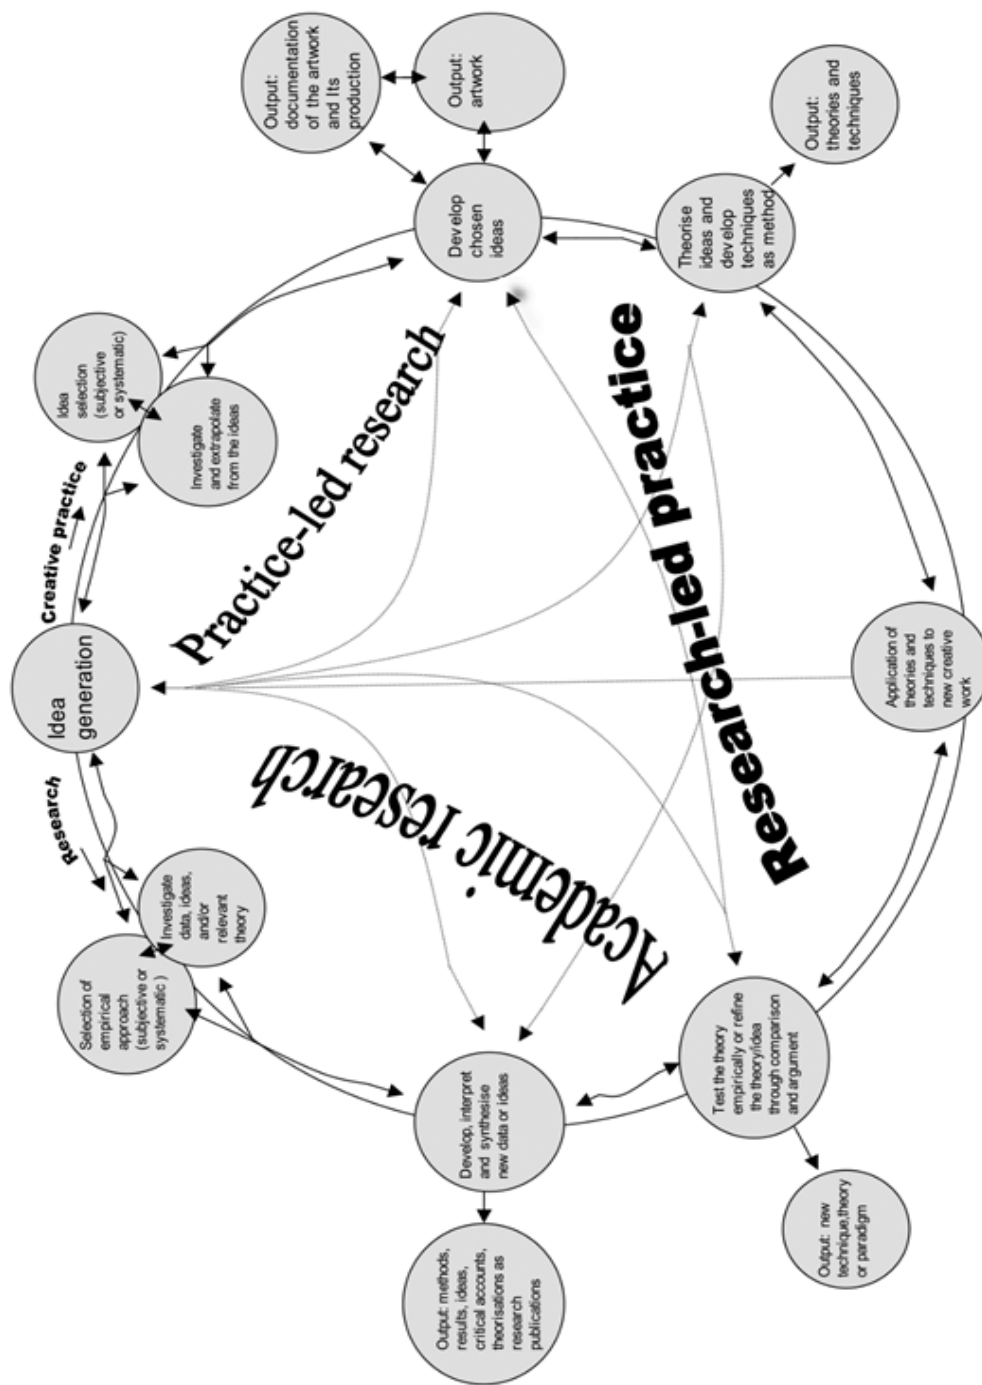 Idea
generation
Creative practice
Idea
selection
(subjective
or systematic)
Investigate
and extrapolate
from the ideas
Develop
chosen
ideas
Output:
documentation
of the artwork
and Its
production
Output:
artwork
Theorise
ideas and
develop
techniques
as method
Output:
theories and
techniques
Application of
theories and
techniques to
new creative
work
Test the theory
empirically or refine
the theory/idea
through comparison
and argument
Output: new
technique,theory
or paradigm
Develop, interpret
and synthesise
new data or ideas
Output: methods,
results, ideas,
critical accounts,
theorisations as
research
publications
Selection of
empirical
approach
(subjective or
systematic )
Investigate
data, ideas,
and/or
relevant
theory
Research
Practice-led research
Academic research
Research-led practice